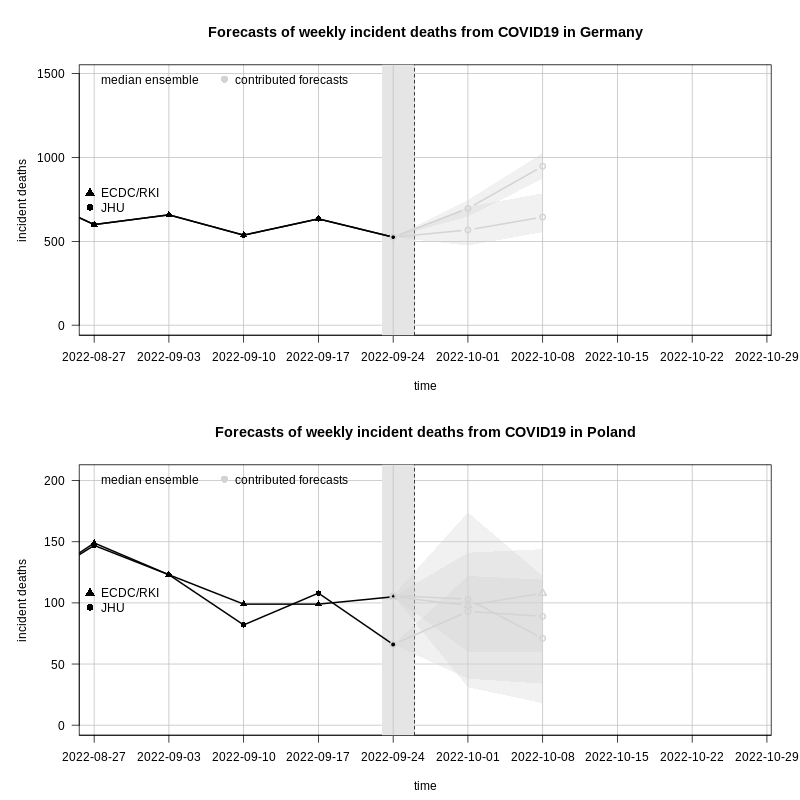 Forecasts of weekly incident deaths from COVID19 in Germany
median ensemble contributed forecasts
1500
1000
500
0
ECDC/RKI
JHU
incident deaths
2022-08-27 2022-09-03 2022-09-10 2022-09-17 2022-09-24 2022-10-01 2022-10-08 2022-10-15 2022-10-22 2022-10-29
time
Forecasts of weekly incident deaths from COVID19 in Poland
median ensemble contributed forecasts
200
150
100
50
0
ECDC/RKI
JHU
incident deaths
2022-08-27 2022-09-03 2022-09-10 2022-09-17 2022-09-24 2022-10-01 2022-10-08 2022-10-15 2022-10-22 2022-10-29
time